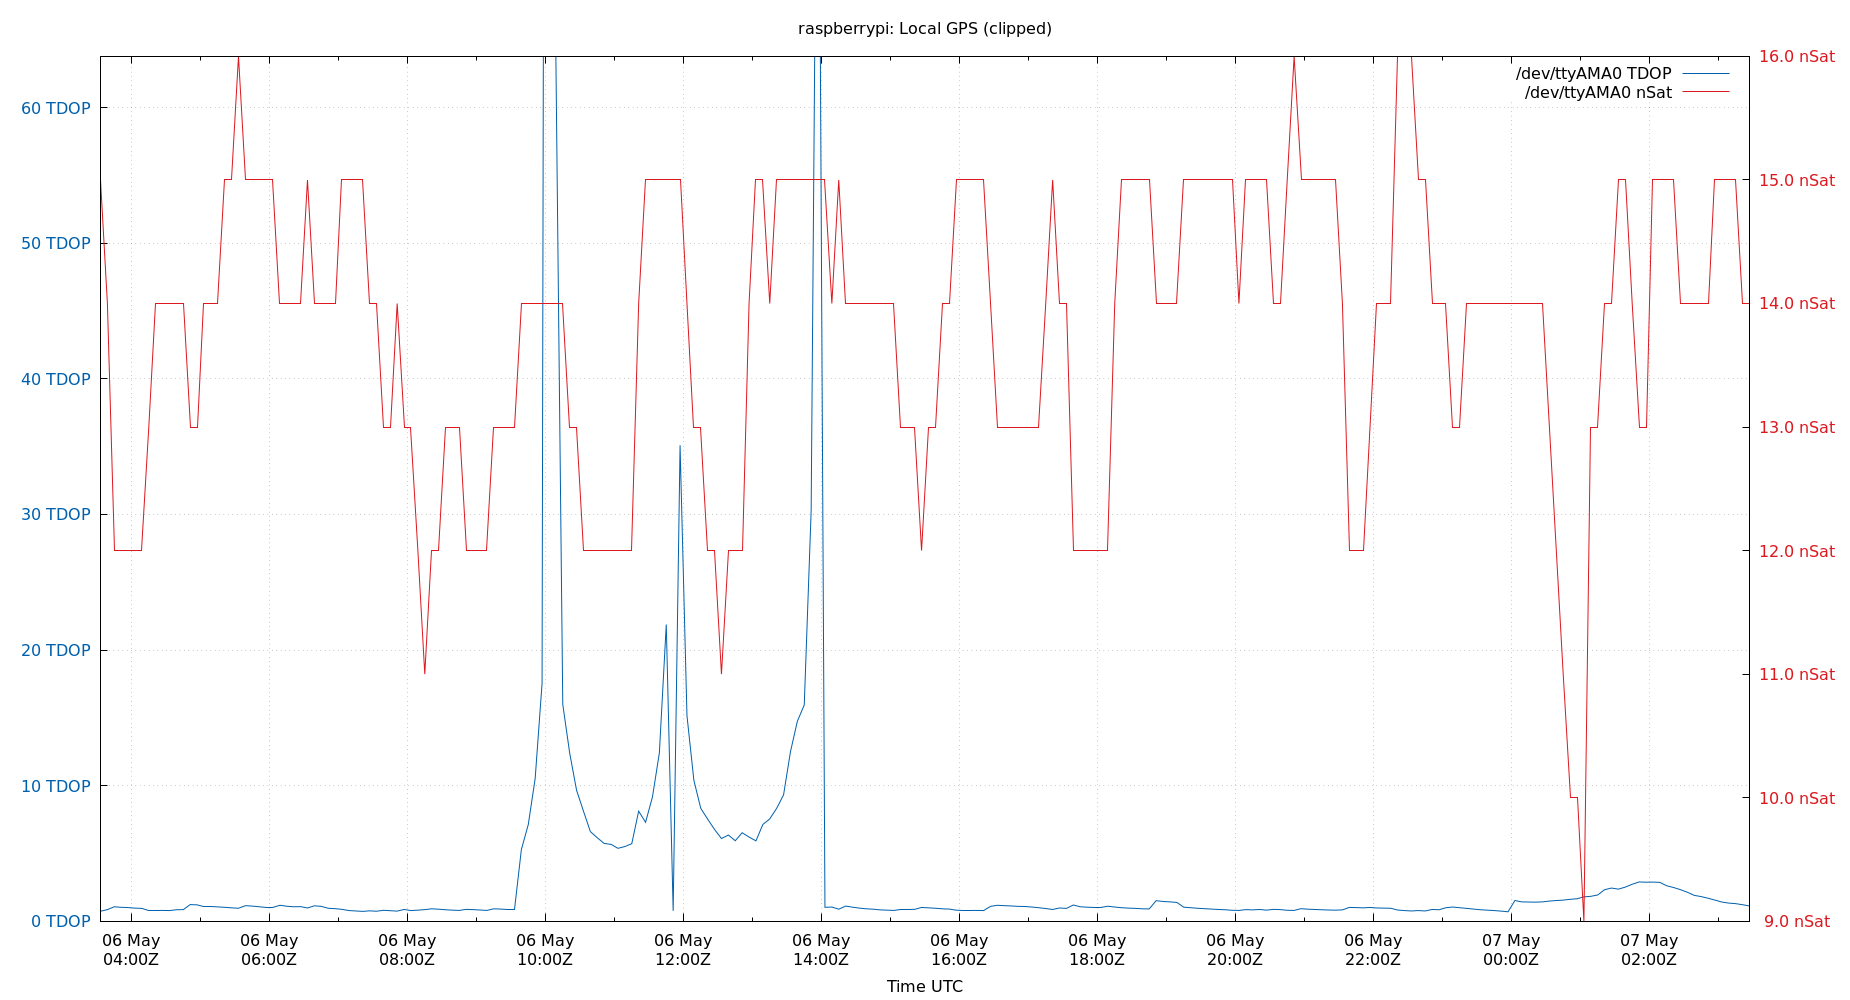 raspberrypi: Local GPS (clipped)
/dev/ttyAMA0 TDOP
/dev/ttyAMA0 nSat
60 TDOP
50 TDOP
40 TDOP
30 TDOP
20 TDOP
10 TDOP
0 TDOP
16.0 nSat
15.0 nSat
14.0 nSat
13.0 nSat
12.0 nSat
11.0 nSat
10.0 nSat
9.0 nSat
06 May
04:00Z
06 May
06:00Z
06 May
08:00Z
06 May
10:00Z
06 May
12:00Z
06 May
14:00Z
06 May
16:00Z
06 May
18:00Z
06 May
20:00Z
06 May
22:00Z
07 May
00:00Z
07 May
02:00Z
Time UTC